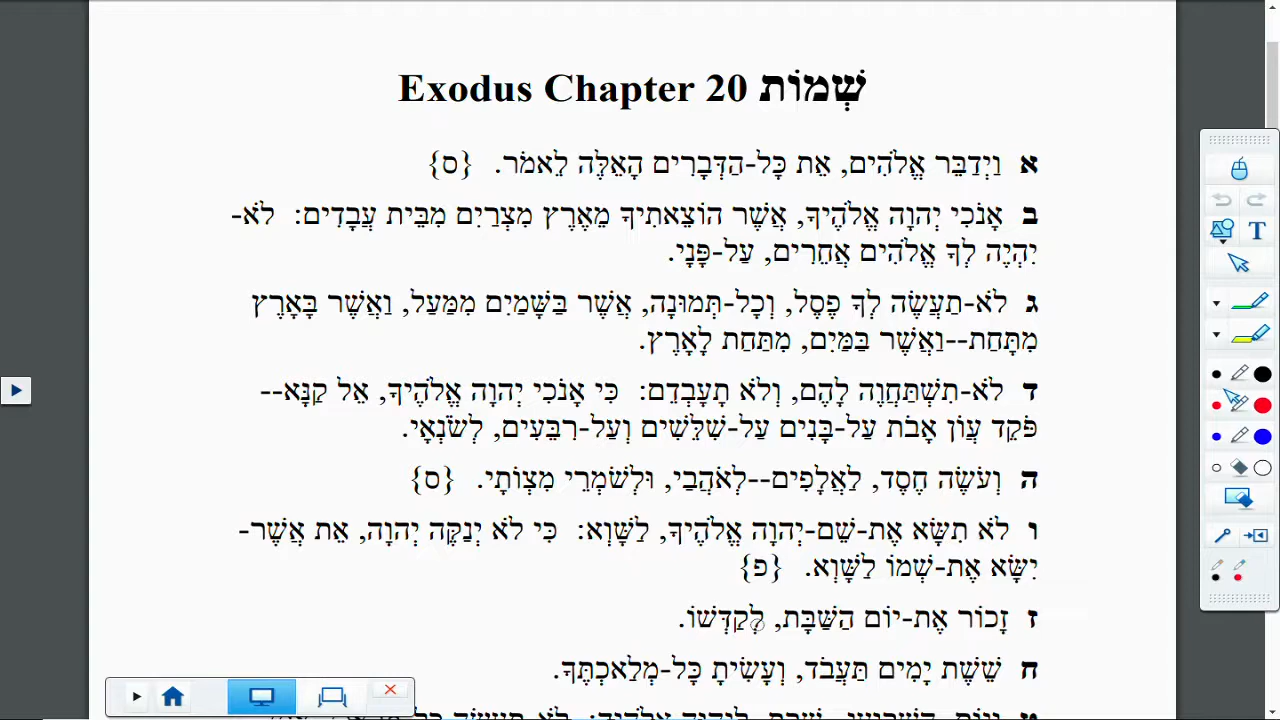 Exodus Chapter 20 שְׁמוֹת
א וַיְדַבֵּר אֱלֹהִים, אֵת כָּל-הַדְּבָרִים הָאֵלֶּה לֵאמֹר. {ס}
ב אָנֹכִי יְהוָה אֱלֹהֶיךָ, אֲשֶׁר הוֹצֵאתִיךָ מֵאֶרֶץ מִצְרַיִם מִבֵּית עֲבָדִים: לֹא-
יִהְיֶה לְךָ אֱלֹהִים אֲחֵרִים, עַל-פָּנָי.
ג לֹא-תַעֲשֶׂה לְךָ פֶסֶל, וְכָל-תְּמוּנָה, אֲשֶׁר בַּשָּׁמַיִם מִמַּעַל, וַאֲשֶׁר בָּאָרֶץ
מִתָּחַת--וַאֲשֶׁר בַּמַּיִם, מִתַּחַת לָאָרֶץ.
ד לֹא-תִשְׁתַּחֲוֶה לָהֶם, וְלֹא תָעָבְדֵם: כִּי אָנֹכִי יְהוָה אֱלֹהֶיךָ, אֵל קַנָּא--
פֹּקֵד עֲוֺן אָבֹת עַל-בָּנִים עַל-שִׁלֵּשִׁים וְעַל-רִבֵּעִים, לְשֹׂנְאָי.
ה וְעֹשֶׂה חֶסֶד, לַאֲלָפִים--לְאֹהֲבַי, וּלְשֹׁמְרֵי מִצְוֺתָי. {ס}
ו לֹא תִשָּׂא אֶת-שֵׁם-יְהוָה אֱלֹהֶיךָ, לַשָּׁוְא: כִּי לֹא יְנַקֶּה יְהוָה, אֵת אֲשֶׁר-
יִשָּׂא אֶת-שְׁמוֹ לַשָּׁוְא. {פ}
ז זָכוֹר אֶת-יוֹם הַשַּׁבָּת, לְקַדְּשׁוֹ.
ח שֵׁשֶׁת יָמִים תַּעֲבֹד, וְעָשִׂיתָ כָּל-מְלַאכְתֶּךָ.
T